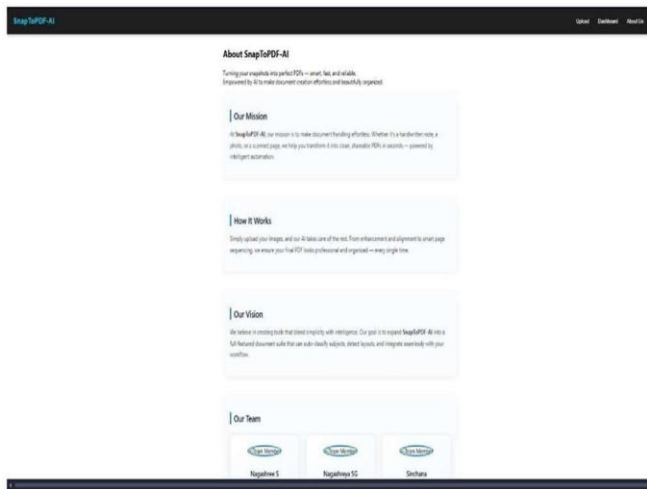 SnapToPDF-AI
Upload Dashboard About Us
About SnapToPDF-AI
Turning your snapshots into perfect PDFs — smart, fast, and reliable.
Empowered by AI to make document creation effortless and beautifully organized.
Our Mission
At SnapToPDF-AI, our mission is to make document handling effortless. Whether it's a handwritten note, a
photo, or a scanned page, we help you transform it into clean, shareable PDFs in seconds — powered by
intelligent automation.
How It Works
Simply upload your images, and our AI takes care of the rest. From enhancement and alignment to smart page
sequencing, we ensure your final PDF looks professional and organized — every single time.
Our Vision
We believe in creating tools that blend simplicity with intelligence. Our goal is to expand SnapToPDF-AI into a
full-featured document suite that can auto-classify subjects, detect layouts, and integrate seamlessly with your
workflow.
Our Team
Team Member Team Member Team Member
Nagashree S Nagashreya SG Sinchana